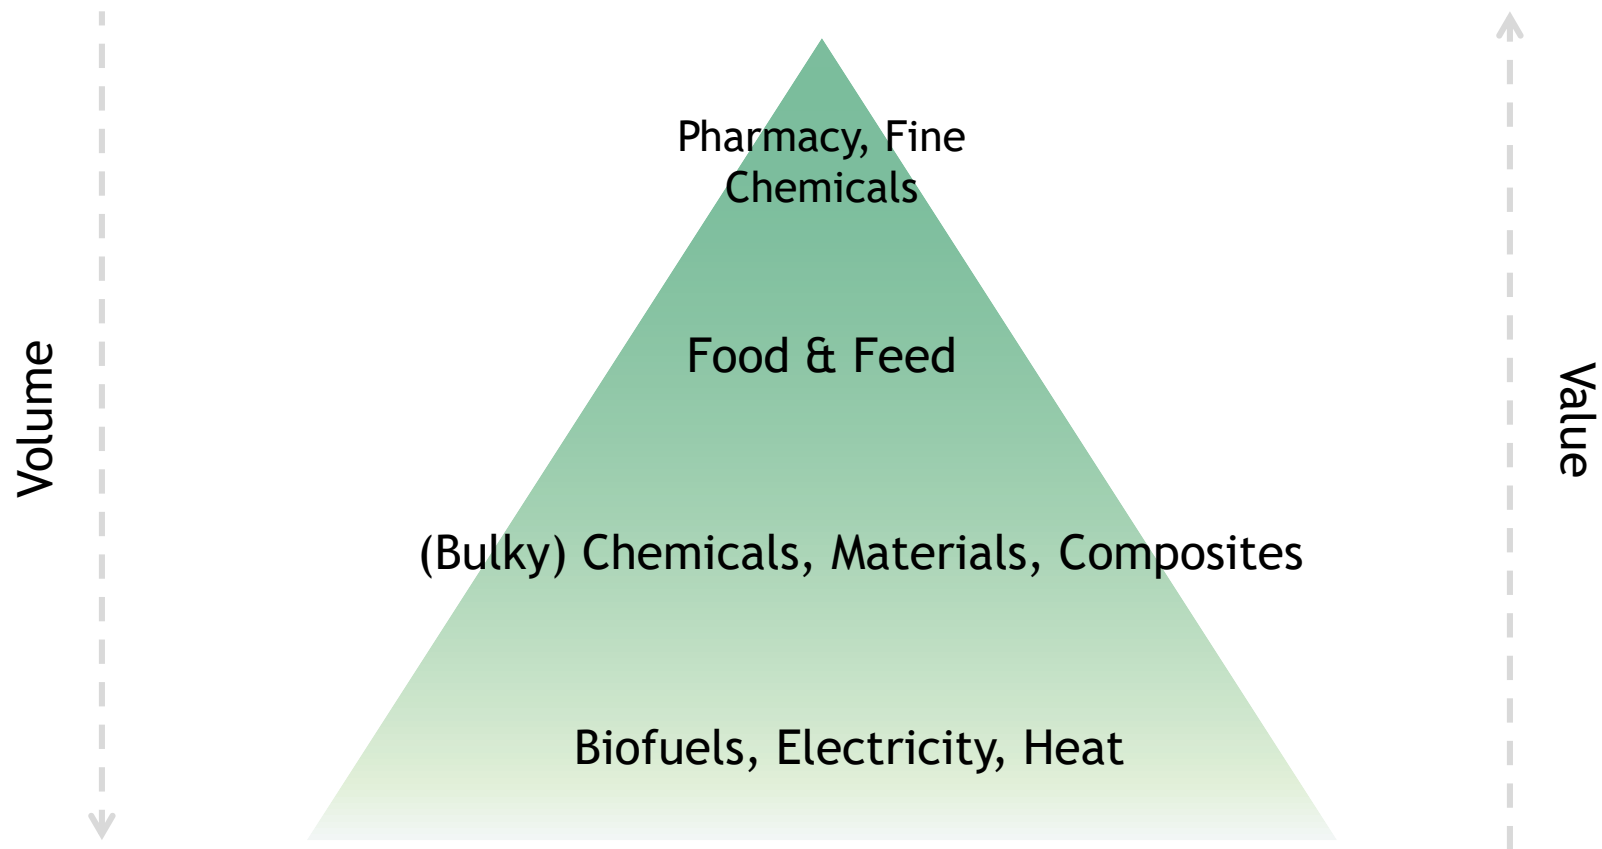 Pharmacy, Fine
Chemicals
Food & Feed
Volume
Value
(Bulky) Chemicals, Materials, Composites
Biofuels, Electricity, Heat